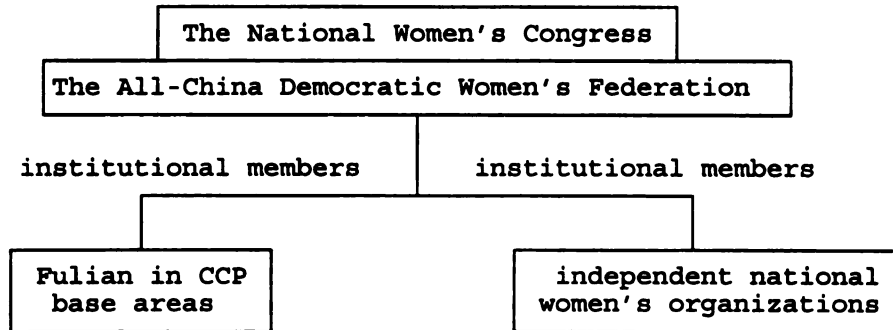 The National Women's Congress
The All-China Democratic Women's Federation
institutional members
institutional members
Fulian in CCP
base areas
independent national
women's organizations